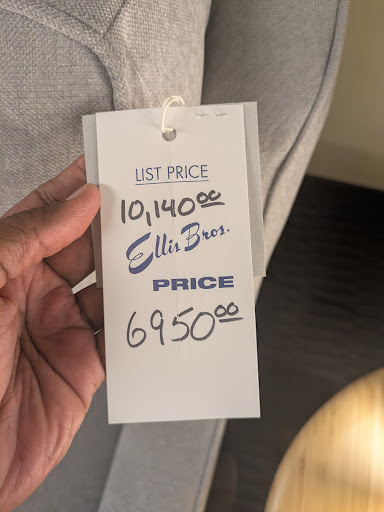 LIST PRICE
10,140.00
Ellis Bros.
PRICE
6950.00